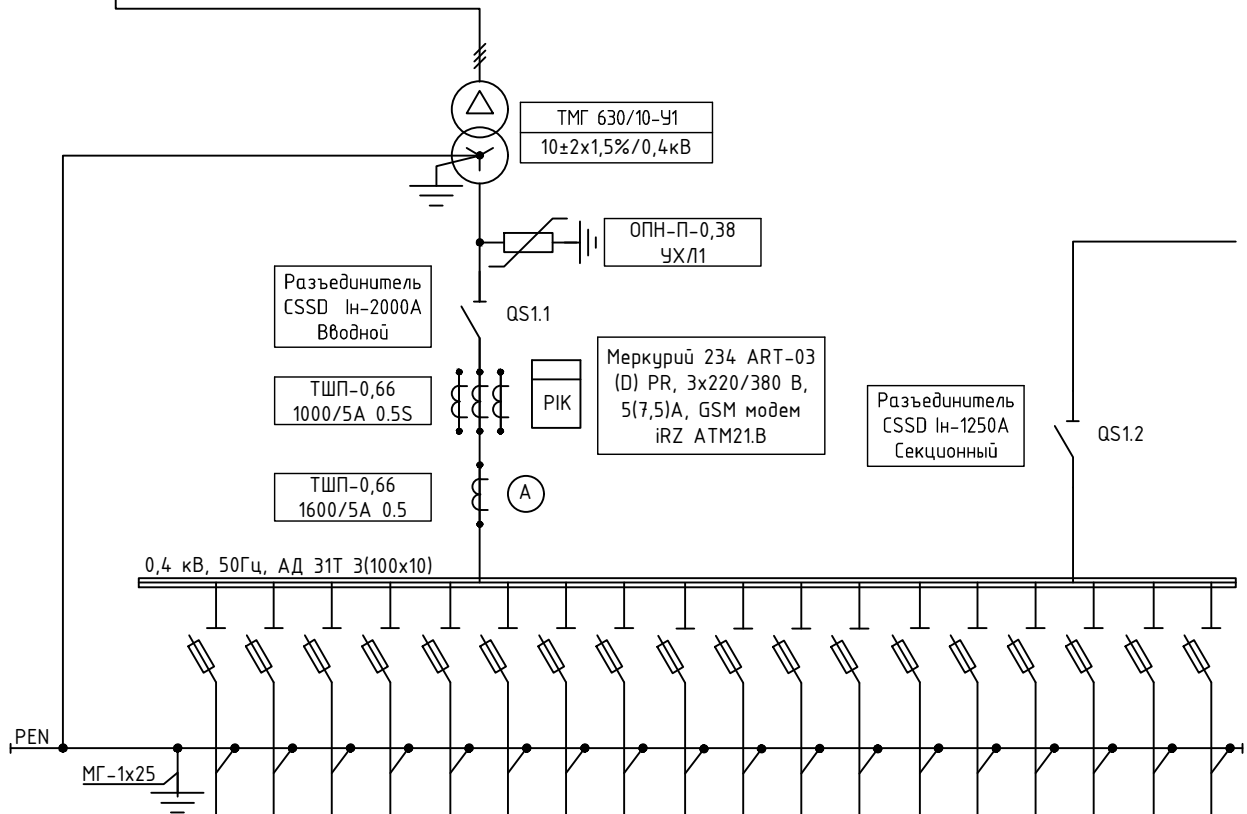 ТМГ 630/10-У1
10±2х1,5%/0,4кВ
ОПН-П-0,38
УХЛ1
Разъединитель
CSSD Iн-2000А
Вводной
QS1.1
ТШП-0,66
1000/5А 0.5S
PIK
Меркурий 234 ART-03
(D) PR, 3х220/380 В,
5(7,5)А, GSM модем
iRZ ATM21.B
Разъединитель
CSSD Iн-1250А
Секционный
QS1.2
ТШП-0,66
1600/5А 0.5
А
0,4 кВ, 50Гц, АД 31Т 3(100х10)
PEN
МГ-1х25